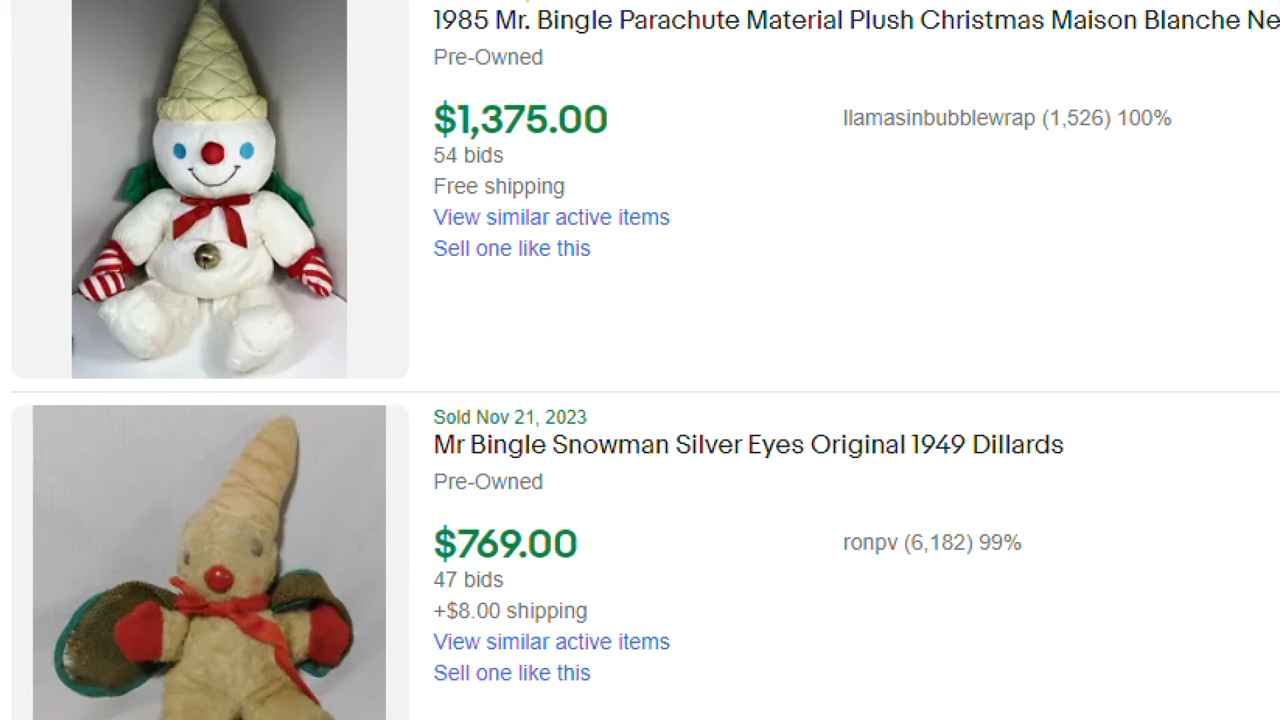 1985 Mr. Bingle Parachute Material Plush Christmas Maison Blanche Ne
Pre-Owned
$1,375.00
llamasinbubblewrap (1,526) 100%
54 bids
Free shipping
View similar active items
Sell one like this
Sold Nov 21, 2023
Mr Bingle Snowman Silver Eyes Original 1949 Dillards
Pre-Owned
$769.00
ronpv (6,182) 99%
47 bids
+$8.00 shipping
View similar active items
Sell one like this